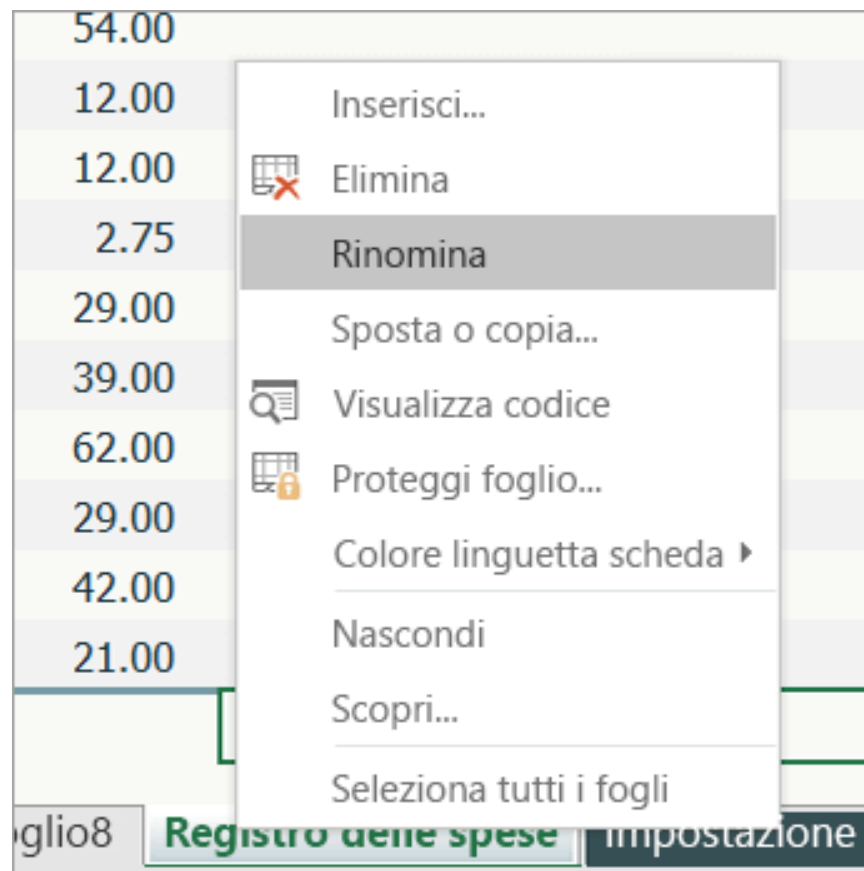 54.00
12.00
12.00
2.75
29.00
39.00
62.00
29.00
42.00
21.00
Inserisci...
Elimina
Rinomina
Sposta o copia...
Visualizza codice
Proteggi foglio...
Colore linguetta scheda
Nascondi
Scopri...
Seleziona tutti i fogli
oglio8 Registro delle spese Impostazione